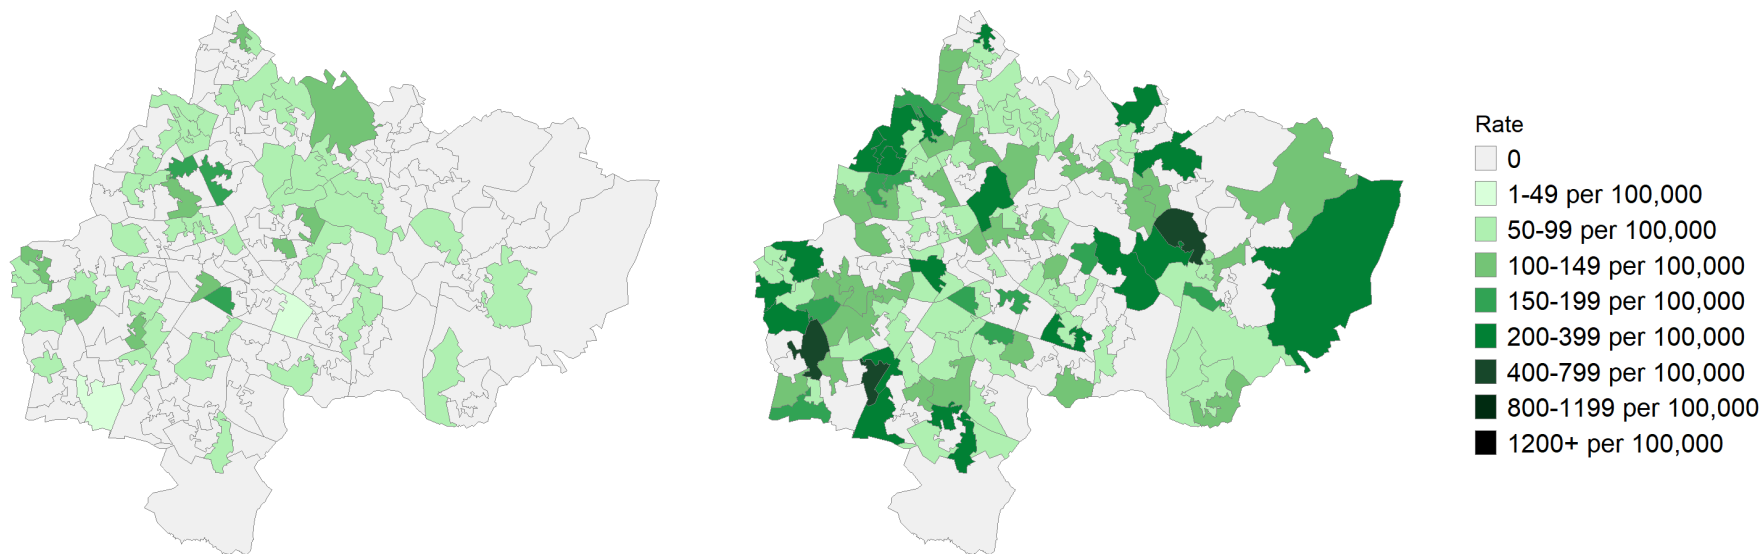 Rate
0
1-49 per 100,000
50-99 per 100,000
100-149 per 100,000
150-199 per 100,000
200-399 per 100,000
400-799 per 100,000
800-1199 per 100,000
1200+ per 100,000